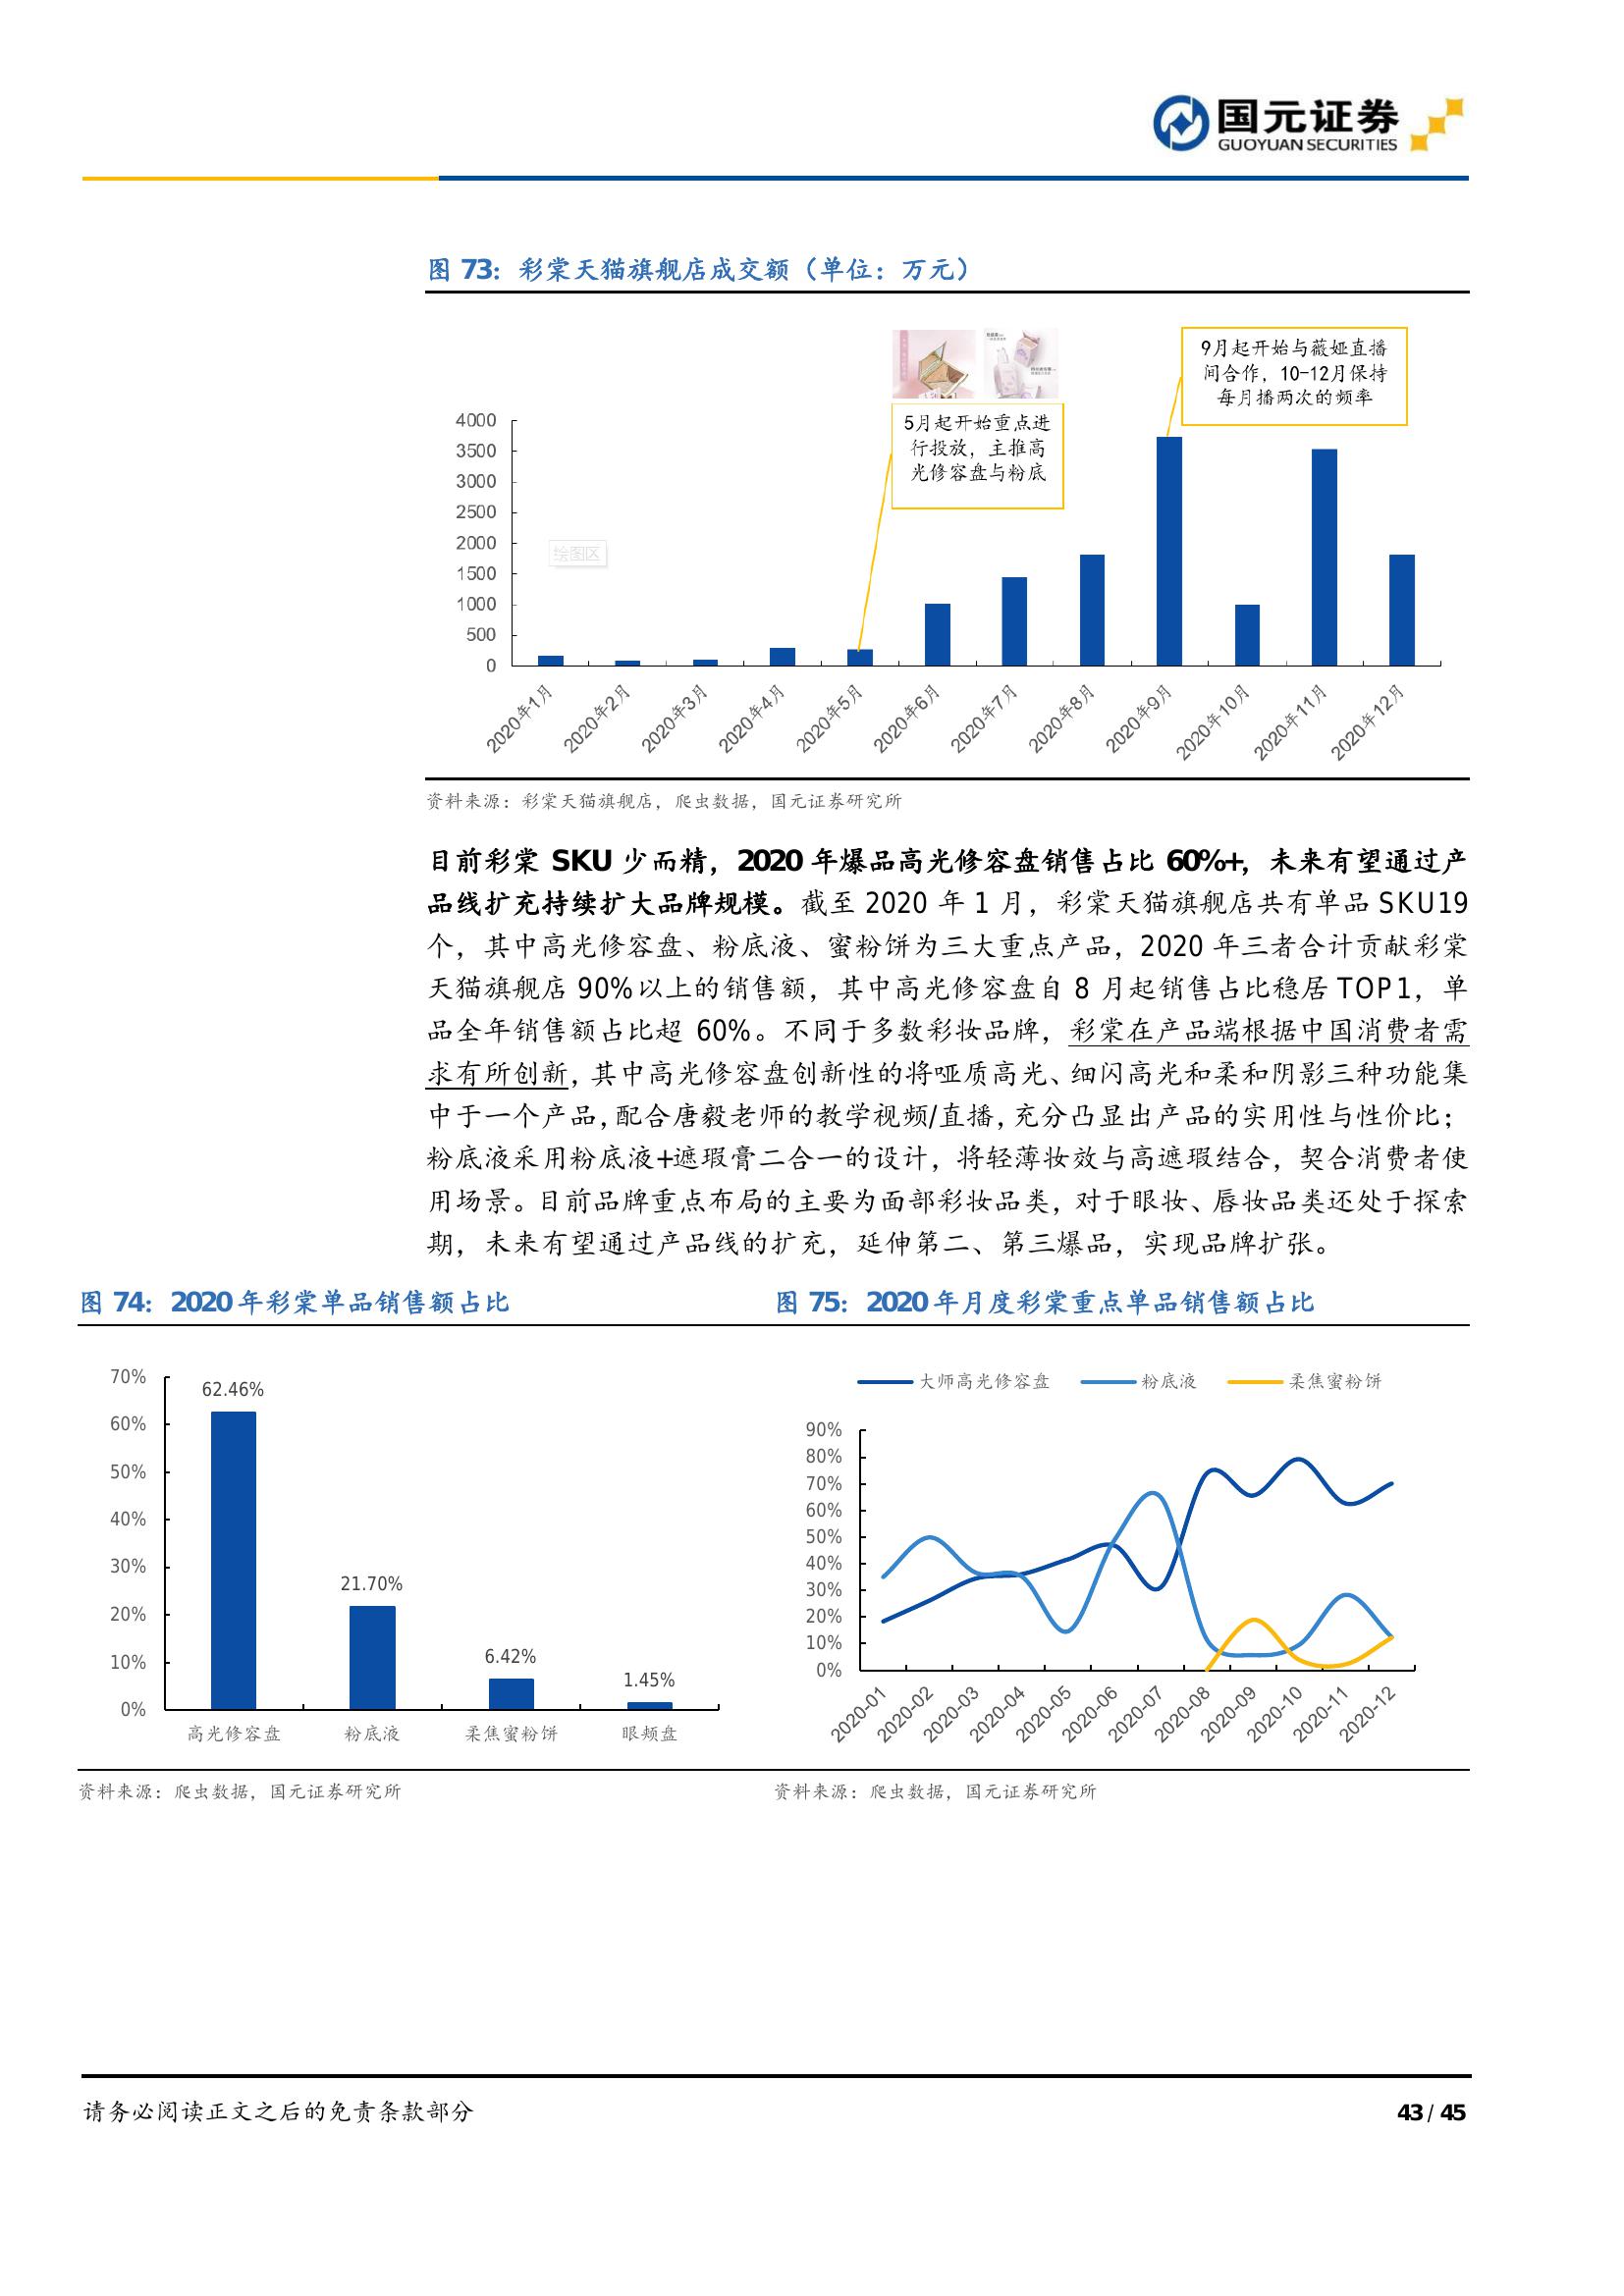 国元证券
GUOYUAN SECURITIES
图 73：彩棠天猫旗舰店成交额（单位：万元）
9月起开始与薇娅直播
间合作，10-12月保持
每月播两次的频率
5月起开始重点进
行投放，主推高
光修容盘与粉底
4000
3500
3000
2500
2000
1500
1000
500
0
绘图区
2020年1月
2020年2月
2020年3月
2020年4月
2020年5月
2020年6月
2020年7月
2020年8月
2020年9月
2020年10月
2020年11月
2020年12月
资料来源：彩棠天猫旗舰店，爬虫数据，国元证券研究所
目前彩棠 SKU 少而精，2020 年爆品高光修容盘销售占比 60%+，未来有望通过产
品线扩充持续扩大品牌规模。截至 2020 年 1 月，彩棠天猫旗舰店共有单品 SKU19
个，其中高光修容盘、粉底液、蜜粉饼为三大重点产品，2020 年三者合计贡献彩棠
天猫旗舰店 90%以上的销售额，其中高光修容盘自 8 月起销售占比稳居 TOP1，单
品全年销售额占比超 60%。不同于多数彩妆品牌，彩棠在产品端根据中国消费者需
求有所创新，其中高光修容盘创新性的将哑质高光、细闪高光和柔和阴影三种功能集
中于一个产品，配合唐毅老师的教学视频/直播，充分凸显出产品的实用性与性价比；
粉底液采用粉底液+遮瑕膏二合一的设计，将轻薄妆效与高遮瑕结合，契合消费者使
用场景。目前品牌重点布局的主要为面部彩妆品类，对于眼妆、唇妆品类还处于探索
期，未来有望通过产品线的扩充，延伸第二、第三爆品，实现品牌扩张。
图 74：2020 年彩棠单品销售额占比
70%
60%
50%
40%
30%
20%
10%
0%
62.46%
21.70%
6.42%
1.45%
高光修容盘
粉底液
柔焦蜜粉饼
眼颊盘
资料来源：爬虫数据，国元证券研究所
图 75：2020 年月度彩棠重点单品销售额占比
大师高光修容盘
粉底液
柔焦蜜粉饼
90%
80%
70%
60%
50%
40%
30%
20%
10%
0%
2020-01
2020-02
2020-03
2020-04
2020-05
2020-06
2020-07
2020-08
2020-09
2020-10
2020-11
2020-12
资料来源：爬虫数据，国元证券研究所
请务必阅读正文之后的免责条款部分
43 / 45